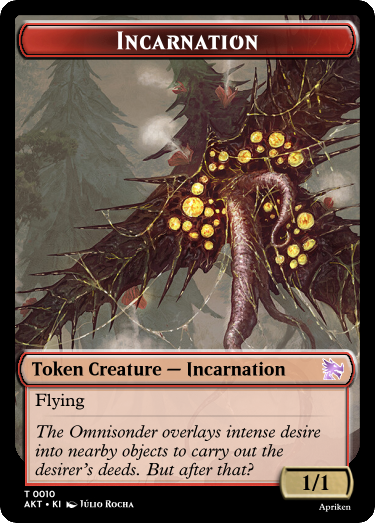 Incarnation
Token Creature — Incarnation
Flying
The Omnisonder overlays intense desire
into nearby objects to carry out the
desirer's deeds. But after that?
1/1
T 0010
AKT • KI Júlio Rocha
Apriken